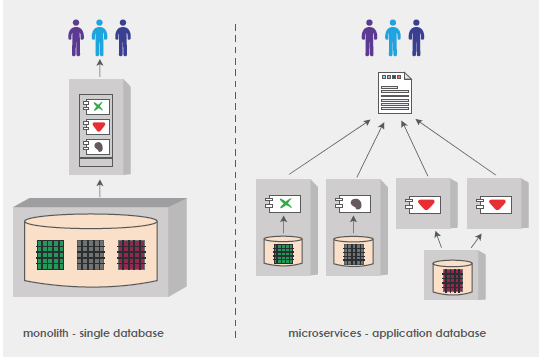 monolith - single database
microservices - application database